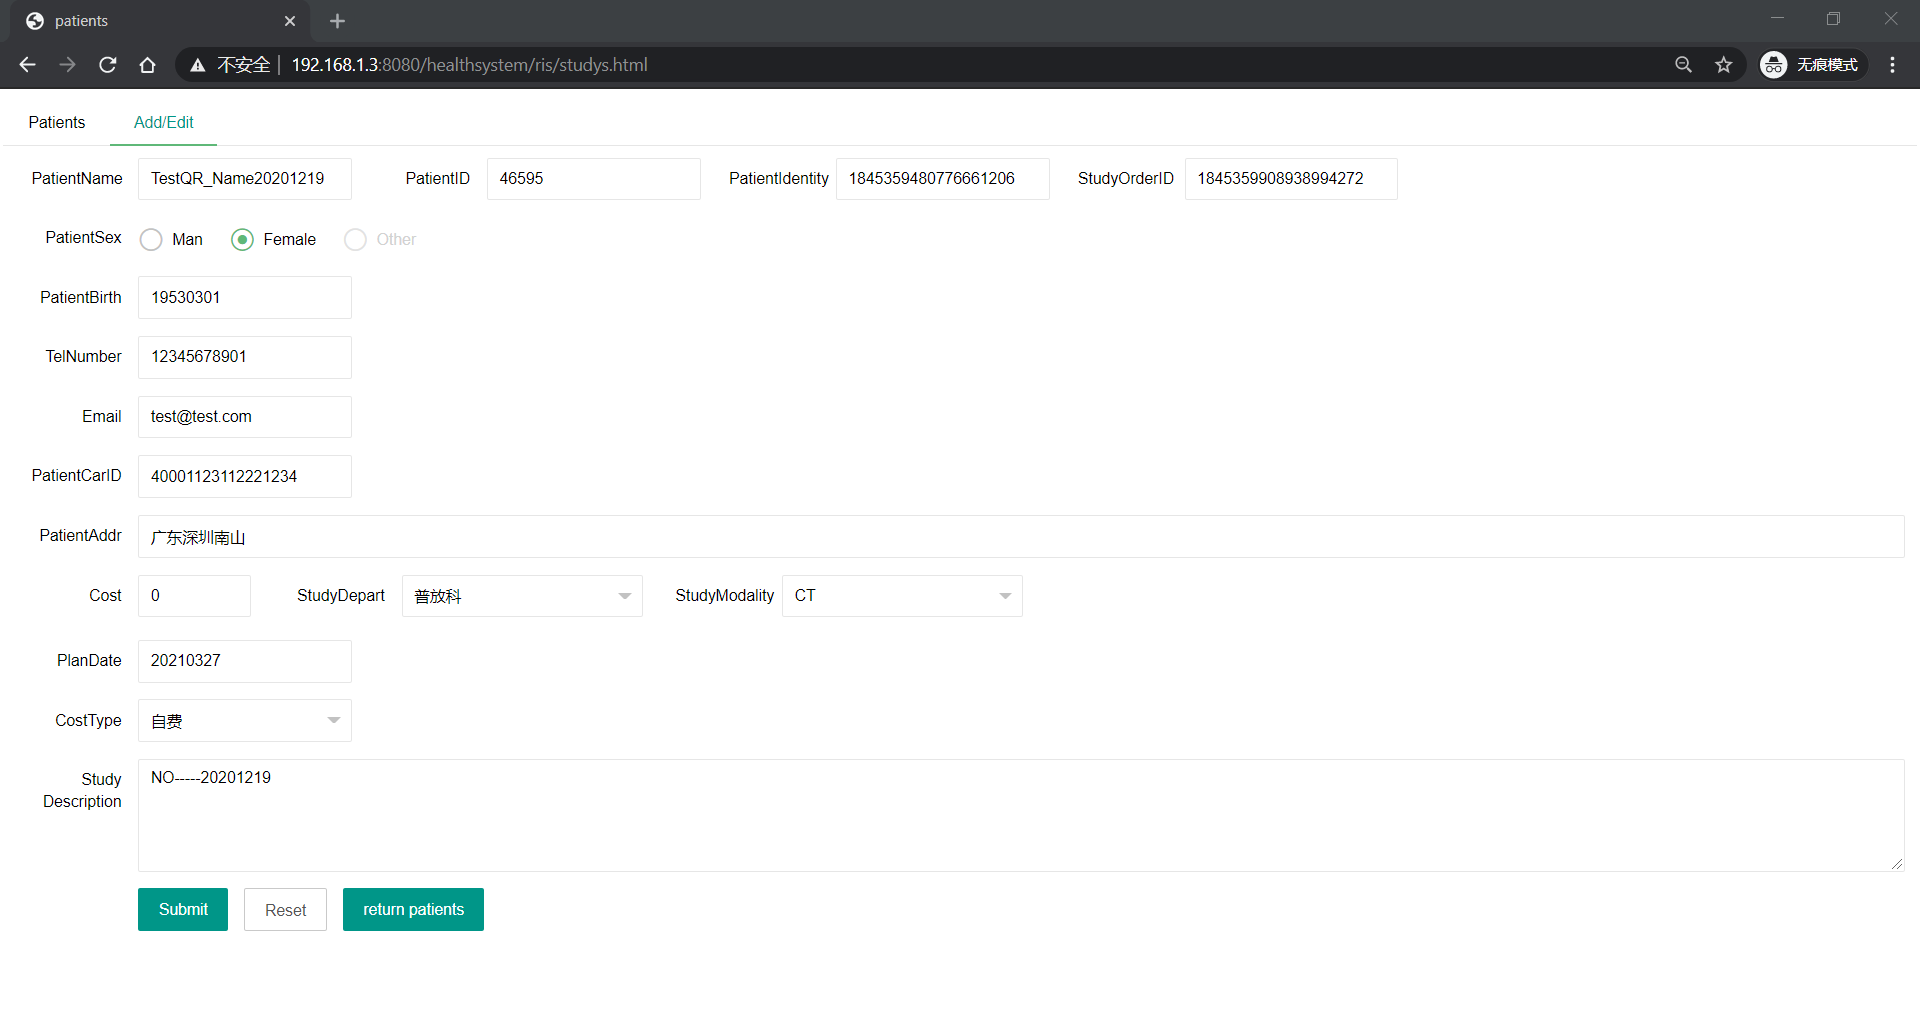 patients
不安全 | 192.168.1.3:8080/healthsystem/ris/studys.html 无痕模式
Patients Add/Edit
PatientName TestQR_Name20201219 PatientID 46595 PatientIdentity 1845359480776661206 StudyOrderID 1845359908938994272
PatientSex Man Female Other
PatientBirth 19530301
TelNumber 12345678901
Email test@test.com
PatientCarID 40001123112221234
PatientAddr 广东深圳南山
Cost 0 StudyDepart 普放科 StudyModality CT
PlanDate 20210327
CostType 自费
Study NO-----20201219
Description
Submit Reset return patients